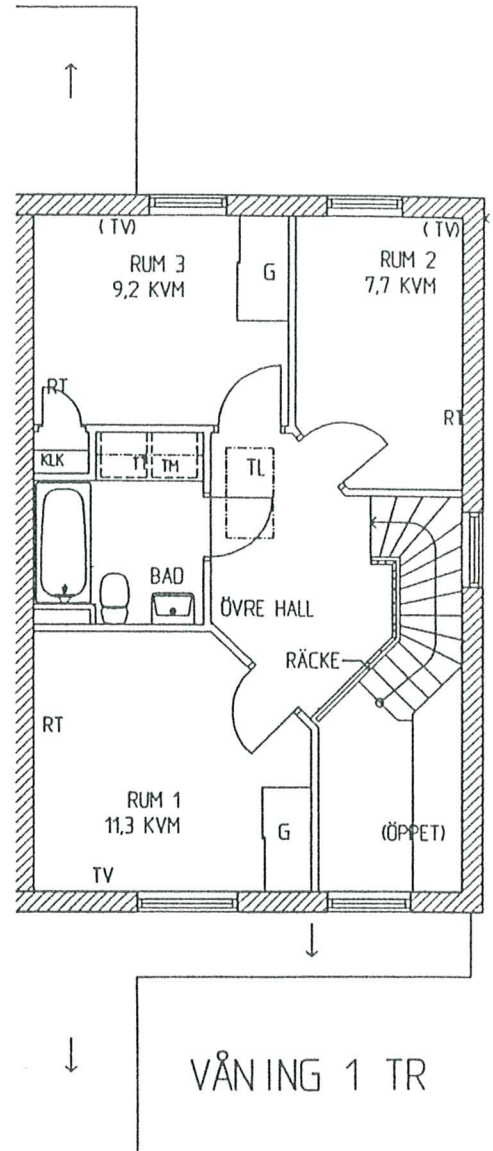 ( TV)
( TV)
RUM 3
9,2 KVM
G
RUM 2
7,7 KVM
RT
RT
KLK
TT
TM
TL
BAD
ÖVRE HALL
RÄCKE
RT
RUM 1
11,3 KVM
G
(ÖPPET)
TV
VÅNING 1 TR